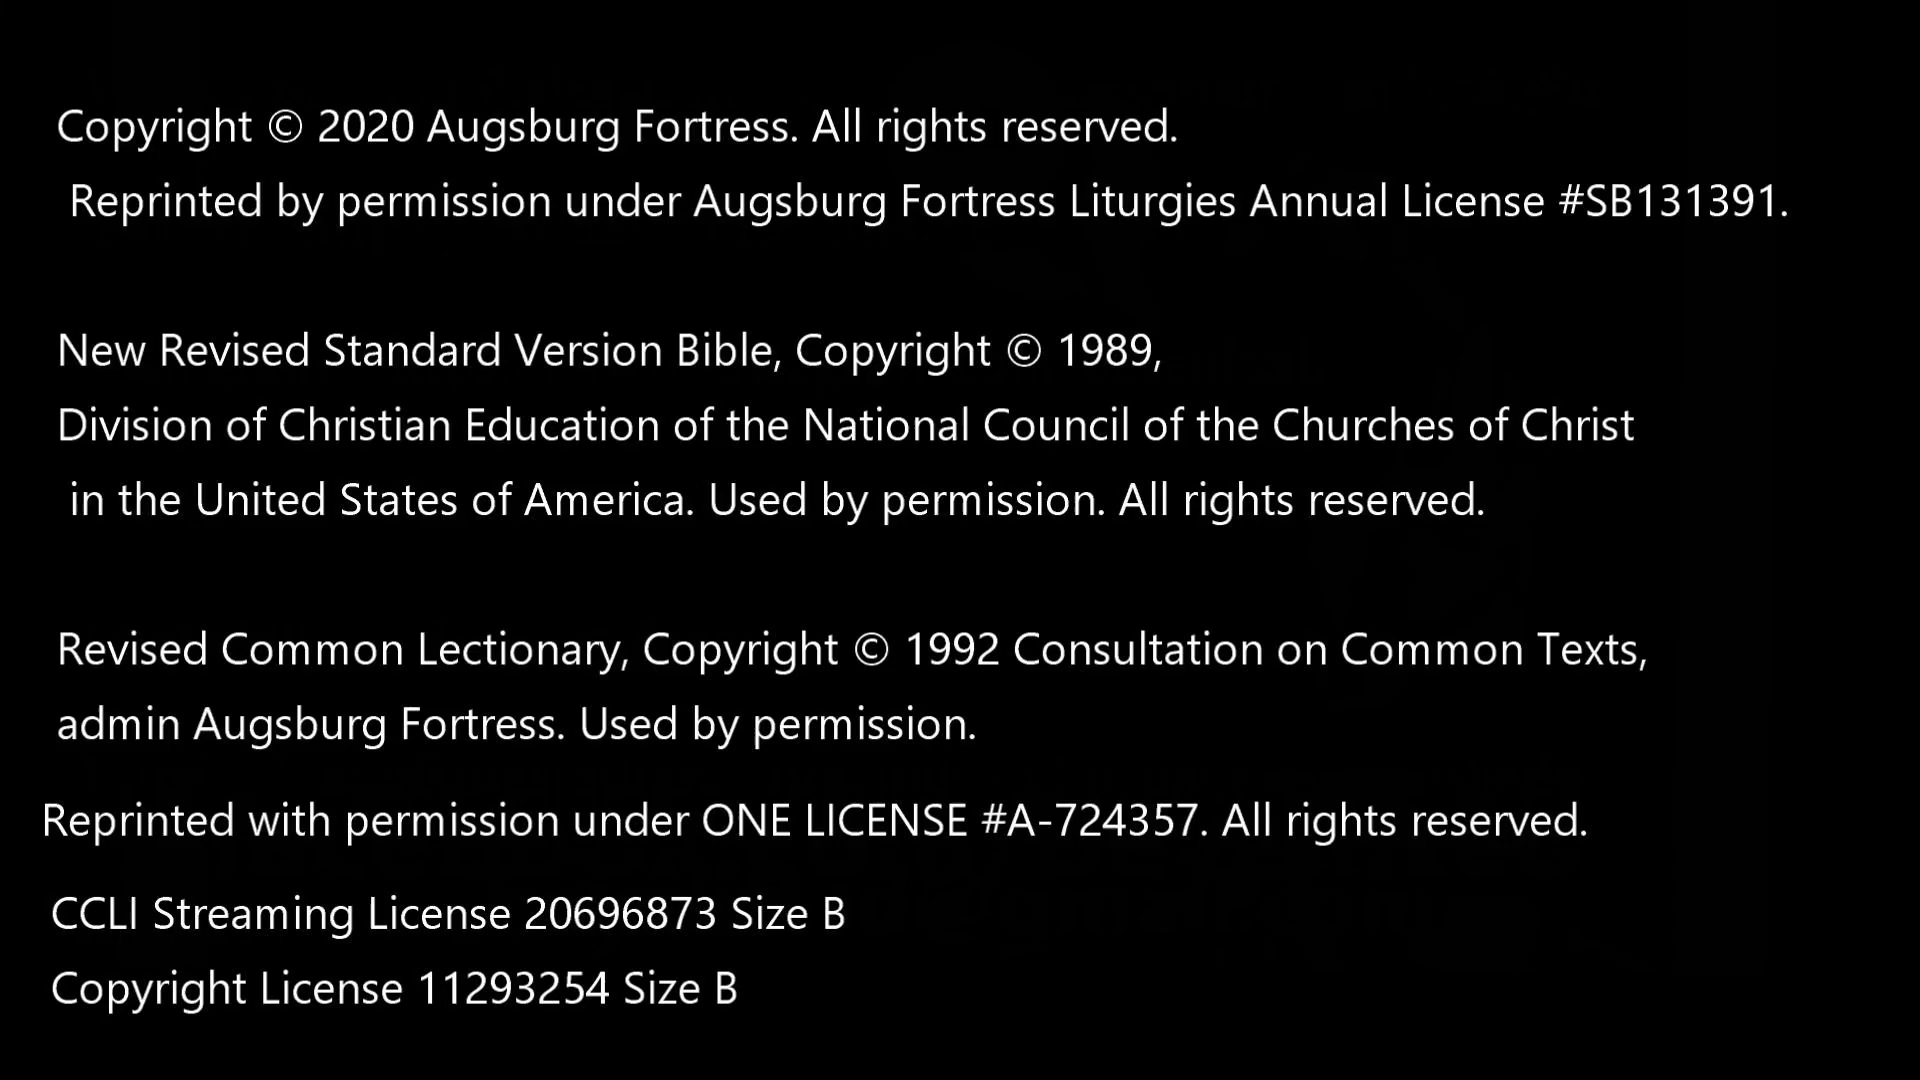 Copyright © 2020 Augsburg Fortress. All rights reserved.
Reprinted by permission under Augsburg Fortress Liturgies Annual License #SB131391.
New Revised Standard Version Bible, Copyright © 1989,
Division of Christian Education of the National Council of the Churches of Christ
in the United States of America. Used by permission. All rights reserved.
Revised Common Lectionary, Copyright © 1992 Consultation on Common Texts,
admin Augsburg Fortress. Used by permission.
Reprinted with permission under ONE LICENSE #A-724357. All rights reserved.
CCLI Streaming License 20696873 Size B
Copyright License 11293254 Size B